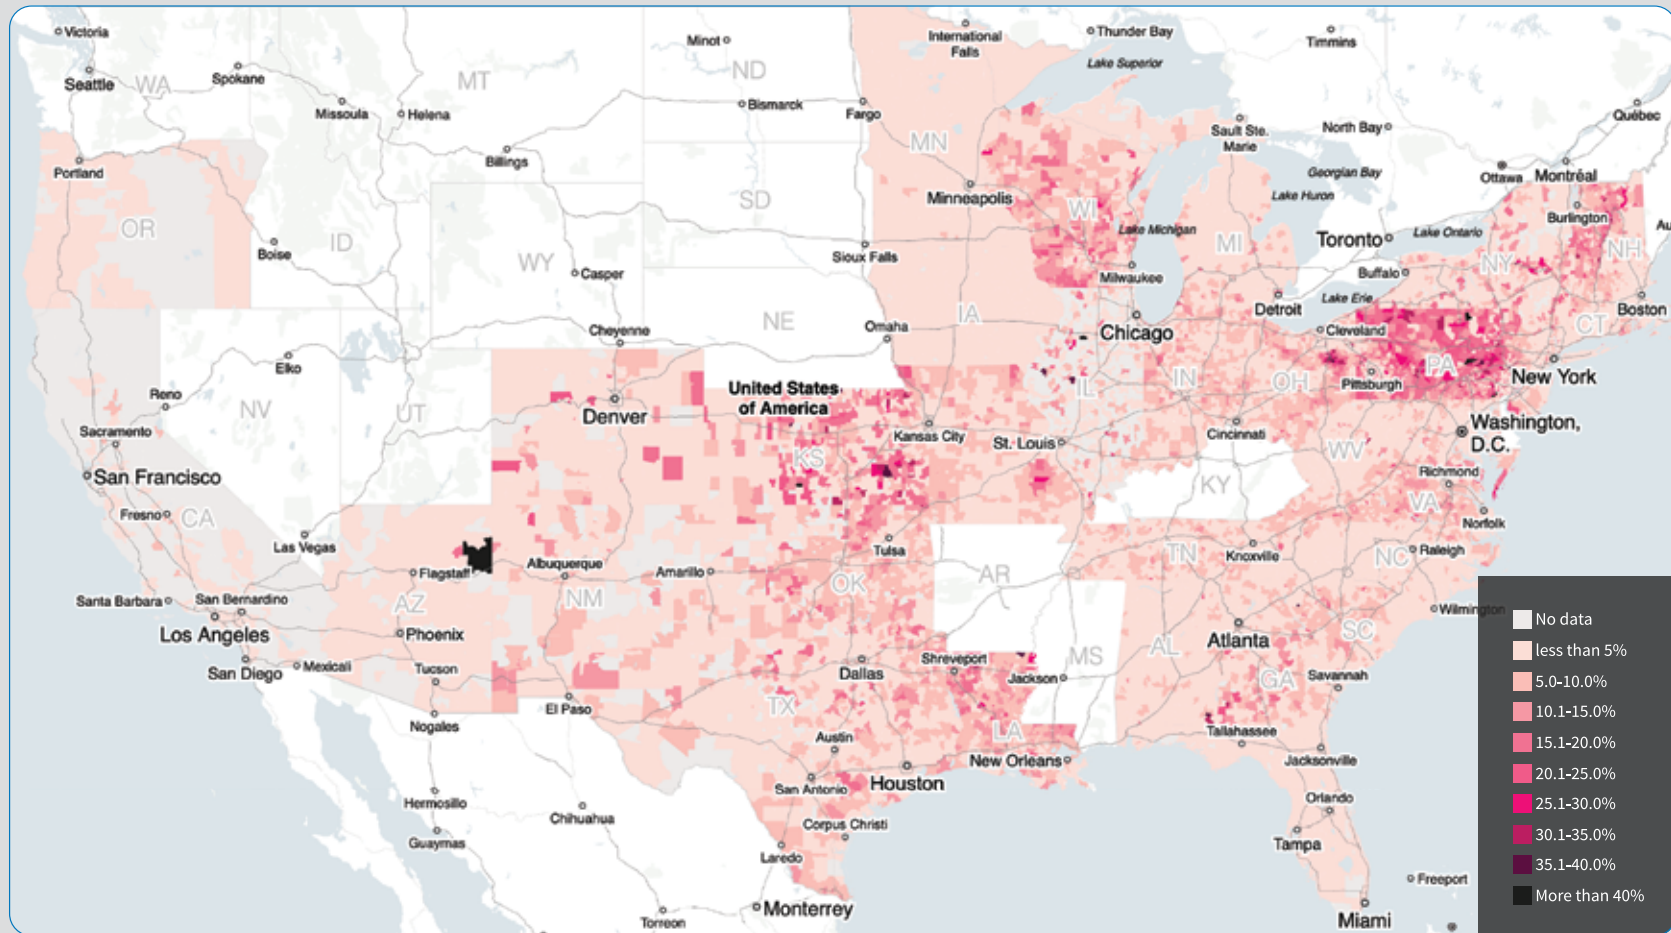 Victoria
Seattle
WA
Spokane
MT
Missoula
Helena
Minot
ND
Bismarck
Fargo
International
Falls
Thunder Bay
Lake Superior
Timmins
Québec
North Bay
Sault Ste.
Marie
Georgian Bay
Lake Huron
Ottawa
Montréal
Portland
OR
Boise
ID
Billings
WY
Casper
SD
Sioux Falls
MN
Minneapolis
WI
Lake Michigan
Milwaukee
MI
Toronto
Lake Ontario
Burlington
Au
NH
NY
Buffalo
Lake Erie
Detroit
Boston
CT
Cheyenne
NE
Omaha
IA
Chicago
Cleveland
PA
Pittsburgh
New York
Elko
Reno
NV
UT
Sacramento
San Francisco
Denver
United States
of America
KS
Kansas City
St. Louis
IL
IN
OH
Cincinnati
WV
Washington,
D.C.
Richmond
VA
Norfolk
KY
Fresno
CA
Las Vegas
Flagstaff
Albuquerque
Amarillo
Tulsa
OK
AR
TN
Knoxville
NC
Raleigh
Santa Barbara
San Bernardino
Los Angeles
AZ
NM
Phoenix
San Diego
Mexicali
Tucson
Nogales
El Paso
Dallas
Shreveport
Jackson
MS
AL
Atlanta
SC
GA
Savannah
Wilmington
TX
Austin
LA
New Orleans
Tallahassee
Jacksonville
San Antonio
Houston
Corpus Christi
Hermosillo
Guaymas
Chihuahua
Laredo
Torreon
Monterrey
Orlando
Tampa
Miami
Freeport
No data
less than 5%
5.0-10.0%
10.1-15.0%
15.1-20.0%
20.1-25.0%
25.1-30.0%
30.1-35.0%
35.1-40.0%
More than 40%